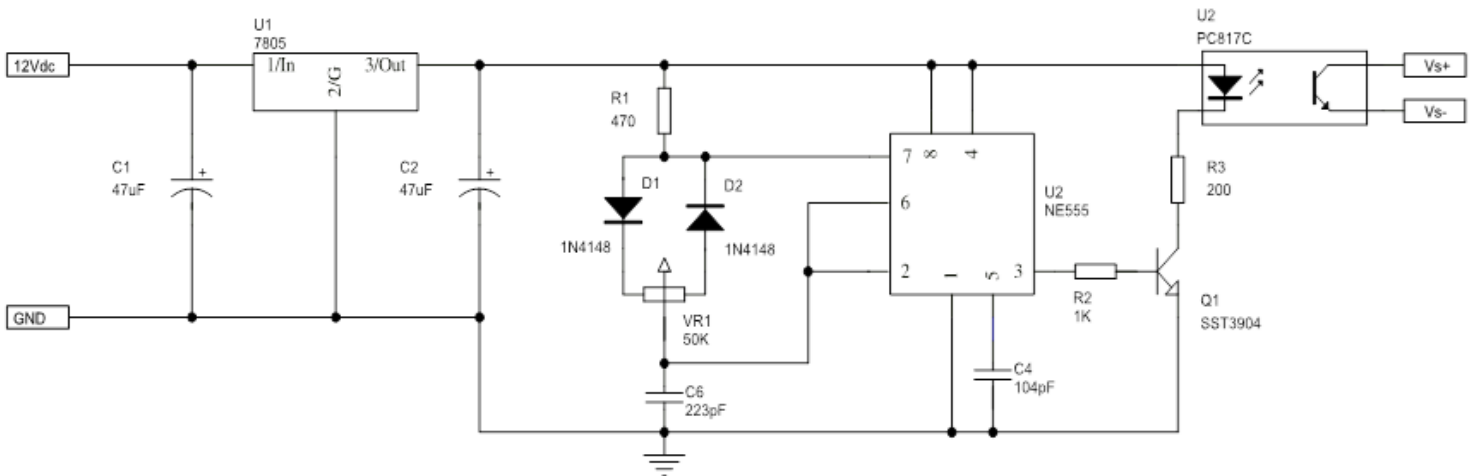 U1
7805
12Vdc
1/In
2/G
3/Out
C1
47uF
C2
47uF
GND
R1
470
D1
D2
1N4148
1N4148
VR1
50K
C6
223pF
7
8
4
6
2
1
5
3
U2
NE555
R2
1K
C4
104pF
Q1
SST3904
R3
200
U2
PC817C
Vs+
Vs-